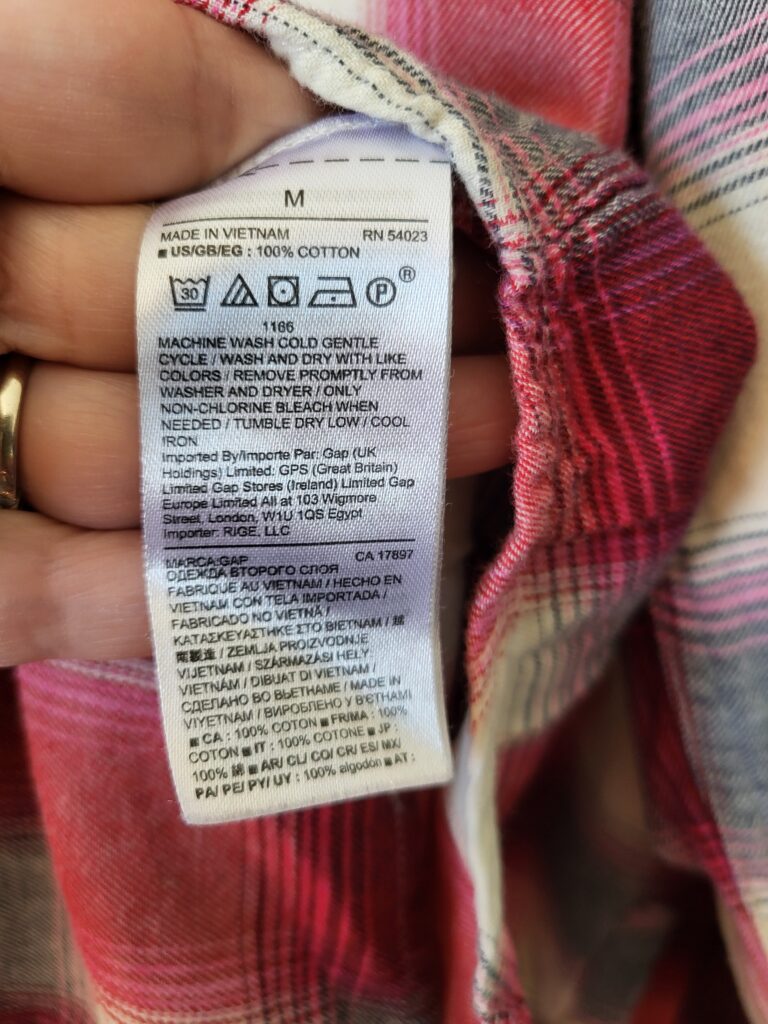 M
MADE IN VIETNAM RN 54023
■ US/GB/EG : 100% COTTON
30 P ®
1166
MACHINE WASH COLD GENTLE
CYCLE / WASH AND DRY WITH LIKE
COLORS / REMOVE PROMPTLY FROM
WASHER AND DRYER / ONLY
NON-CHLORINE BLEACH WHEN
NEEDED / TUMBLE DRY LOW / COOL
IRON
Imported By/Importe Par: Gap (UK
Holdings) Limited: GPS (Great Britain)
Limited Gap Stores (Ireland) Limited Gap
Europe Limited All at 103 Wigmore
Street, London, W1U 1QS Egypt
Importer: RIGE, LLC
MARCA:GAP CA 17897
ОДЕЖДА ВТОРОГО СЛОЯ
FABRIQUE AU VIETNAM / HECHO EN
VIETNAM CON TELA IMPORTADA /
FABRICADO NO VIETNÃ /
ΚΑΤΑΣΚΕΥΑΣΤΗΚΕ ΣΤΟ ΒΙΕΤΝΑΜ / 越
南製造 / ZEMLJA PROIZVODNJE
VIJETNAM / SZÁRMAZÁSI HELY
VIETNÁM / DIBUAT DI VIETNAM /
СДЕЛАНО ВО ВЬЕТНАМЕ / MADE IN
VIYETNAM / ВИРОБЛЕНО У В'ЄТНАМІ
■ CA : 100% COTON ■ FR/MA : 100%
COTON ■ IT : 100% COTONE ■ JP :
100% 綿 ■ AR/ CL/ CO/ CR/ ES/ MX/
PA/ PE/ PY/ UY : 100% algodón ■ AT :